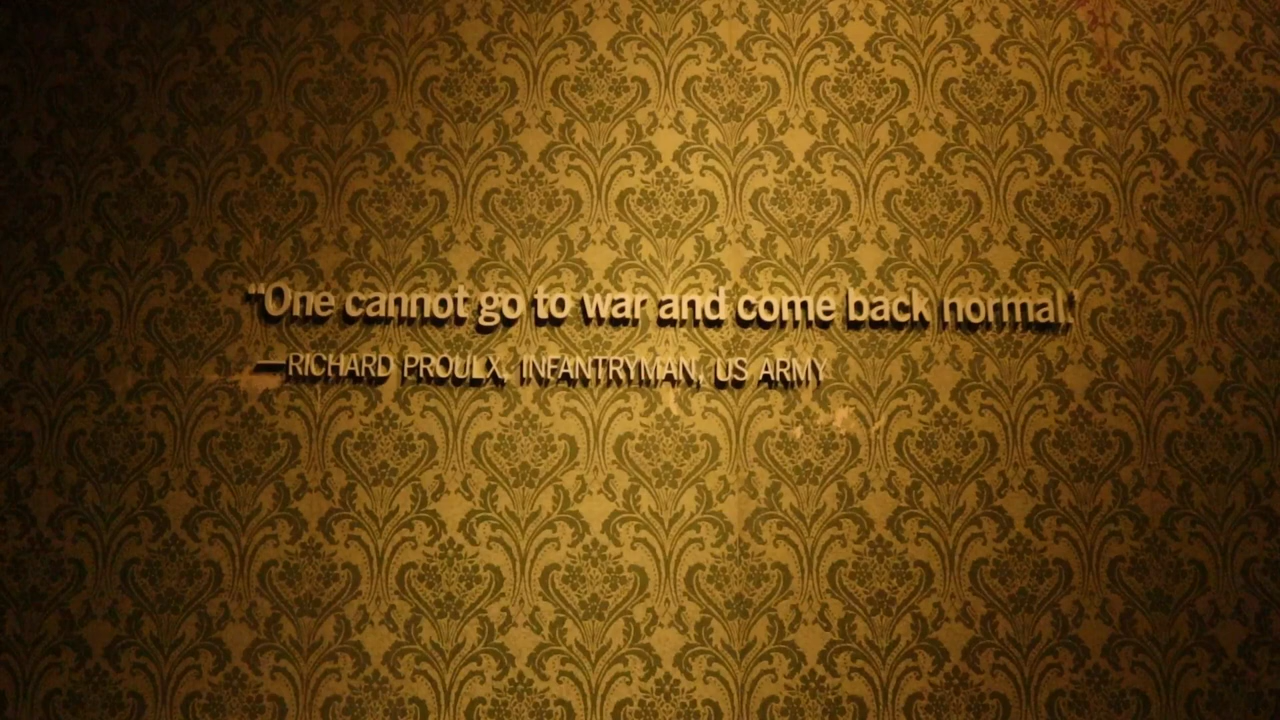 "One cannot go to war and come back normal."
—RICHARD PROULX, INFANTRYMAN, US ARMY